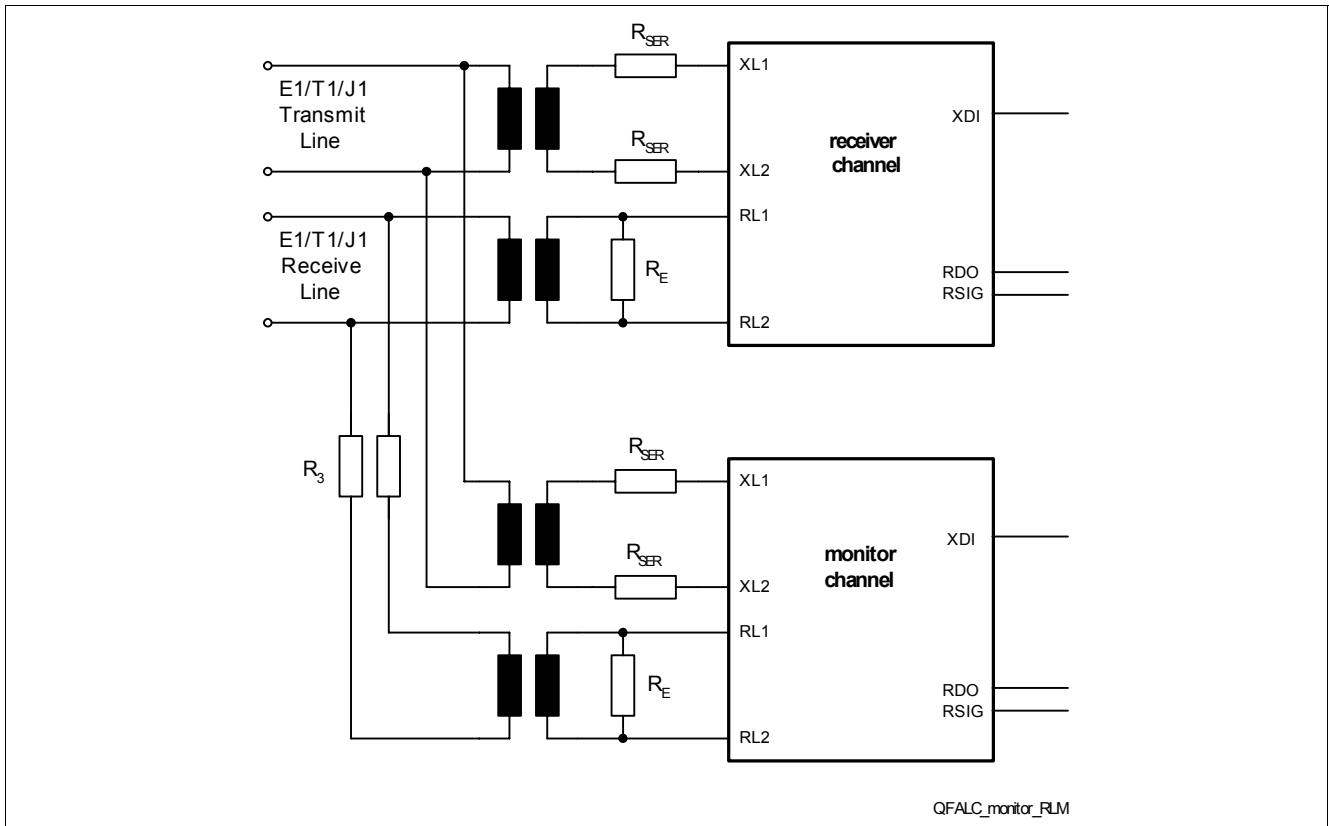 R_SER
XL1
E1/T1/J1
Transmit
Line
XDI
receiver
channel
R_SER
XL2
RL1
E1/T1/J1
Receive
Line
R_E
RDO
RSIG
RL2
R_3
R_SER
XL1
XDI
monitor
channel
R_SER
XL2
RL1
R_E
RDO
RSIG
RL2
QFALC_monitor_RLM